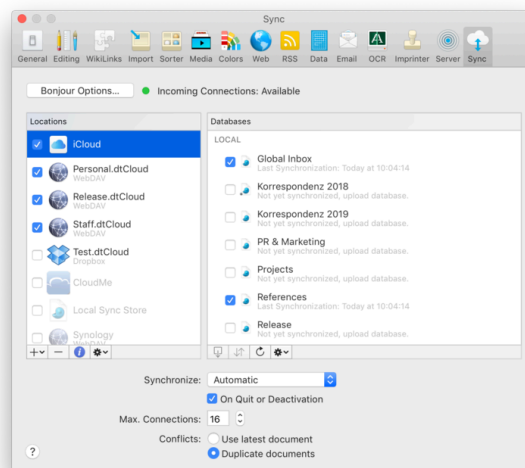 Sync
General Editing WikiLinks Import Sorter Media Colors Web RSS Data Email OCR Imprinter Server Sync
Bonjour Options... Incoming Connections: Available
Locations
iCloud
Personal.dtCloud
WebDAV
Release.dtCloud
WebDAV
Staff.dtCloud
WebDAV
Test.dtCloud
Dropbox
CloudMe
Local Sync Store
Synology
WebDAV
Databases
LOCAL
Global Inbox
Last Synchronization: Today at 10:04:14
Korrespondenz 2018
Not yet synchronized, upload database.
Korrespondenz 2019
Not yet synchronized, upload database.
PR & Marketing
Not yet synchronized, upload database.
Projects
Not yet synchronized, upload database.
References
Last Synchronization: Today at 10:04:14
Release
Not yet synchronized, upload database.
Synchronize: Automatic
On Quit or Deactivation
Max. Connections: 16
Conflicts: Use latest document
Duplicate documents
?